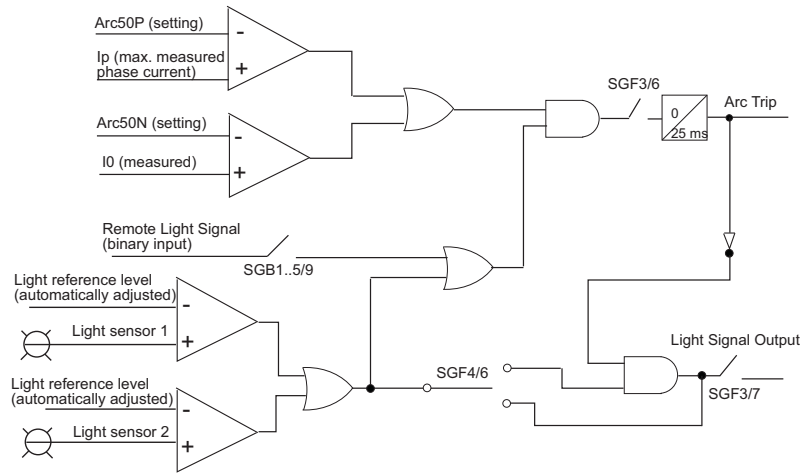 Arc50P (setting)
-
Ip (max. measured
phase current)
+
SGF3/6
Arc Trip
0
25 ms
Arc50N (setting)
-
I0 (measured)
+
Remote Light Signal
(binary input)
SGB1..5/9
Light reference level
(automatically adjusted)
-
Light sensor 1
+
Light Signal Output
SGF4/6
SGF3/7
Light reference level
(automatically adjusted)
-
Light sensor 2
+